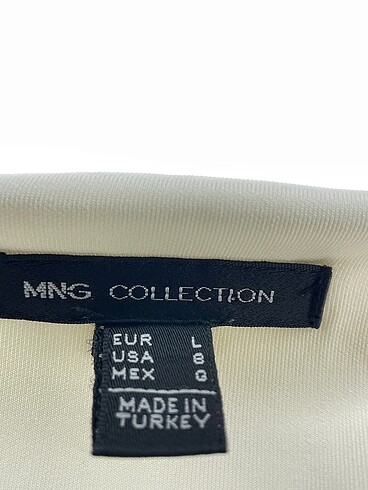 MNG COLLECTION
EUR L
USA 8
MEX G
MADE IN
TURKEY